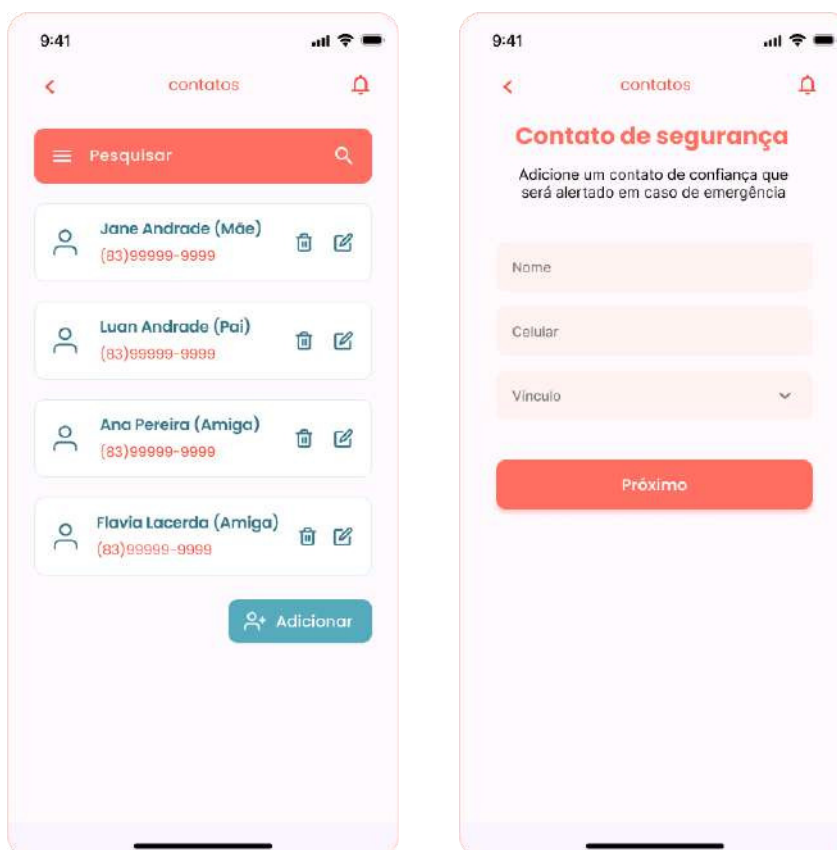 9:41
contatos
Pesquisar
Jane Andrade (Mãe)
(83)99999-9999
Luan Andrade (Pai)
(83)99999-9999
Ana Pereira (Amiga)
(83)99999-9999
Flavia Lacerda (Amiga)
(83)99999-9999
Adicionar
9:41
contatos
Contato de segurança
Adicione um contato de confiança que
será alertado em caso de emergência
Nome
Celular
Vínculo
Próximo